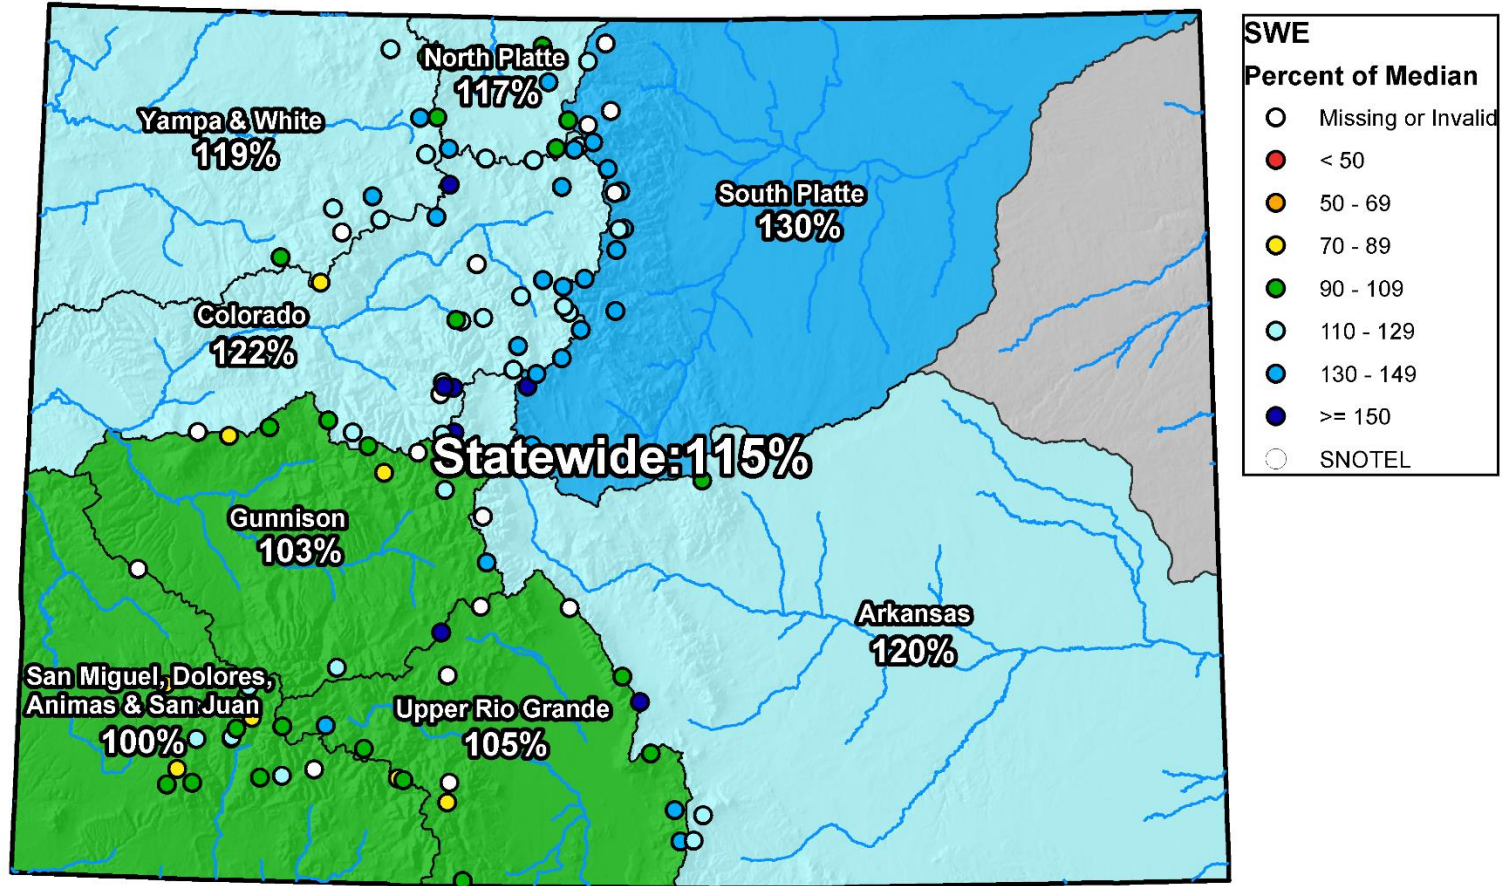 North Platte
117%
Yampa & White
119%
South Platte
130%
Colorado
122%
Statewide:115%
Gunnison
103%
Arkansas
120%
San Miguel, Dolores,
Animas & San Juan
100%
Upper Rio Grande
105%
SWE
Percent of Median
Missing or Invalid
< 50
50 - 69
70 - 89
90 - 109
110 - 129
130 - 149
>= 150
SNOTEL